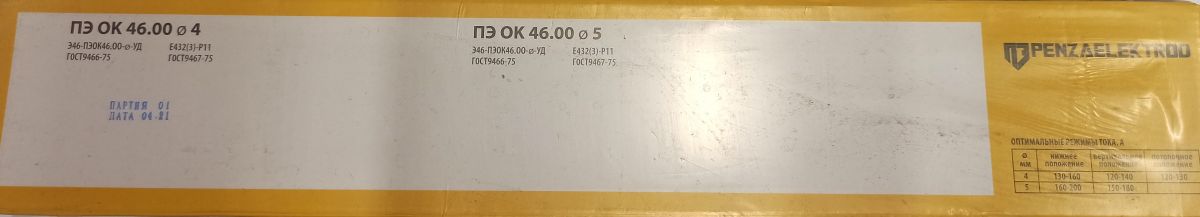 ПЭ ОК 46.00 ⌀ 4
Э46-ПЭОК46.00-⌀-УД Е432(3)-Р11
ГОСТ9466-75 ГОСТ9467-75
ПАРТИЯ 01
ДАТА 04.21
ПЭ ОК 46.00 ⌀ 5
Э46-ПЭОК46.00-⌀-УД Е432(3)-Р11
ГОСТ9466-75 ГОСТ9467-75
PENZAELEKTROD
ОПТИМАЛЬНЫЕ РЕЖИМЫ ТОКА, А
⌀ мм нижнее положение вертикальное положение потолочное положение
4 130-160 120-140 120-130
5 160-200 150-180